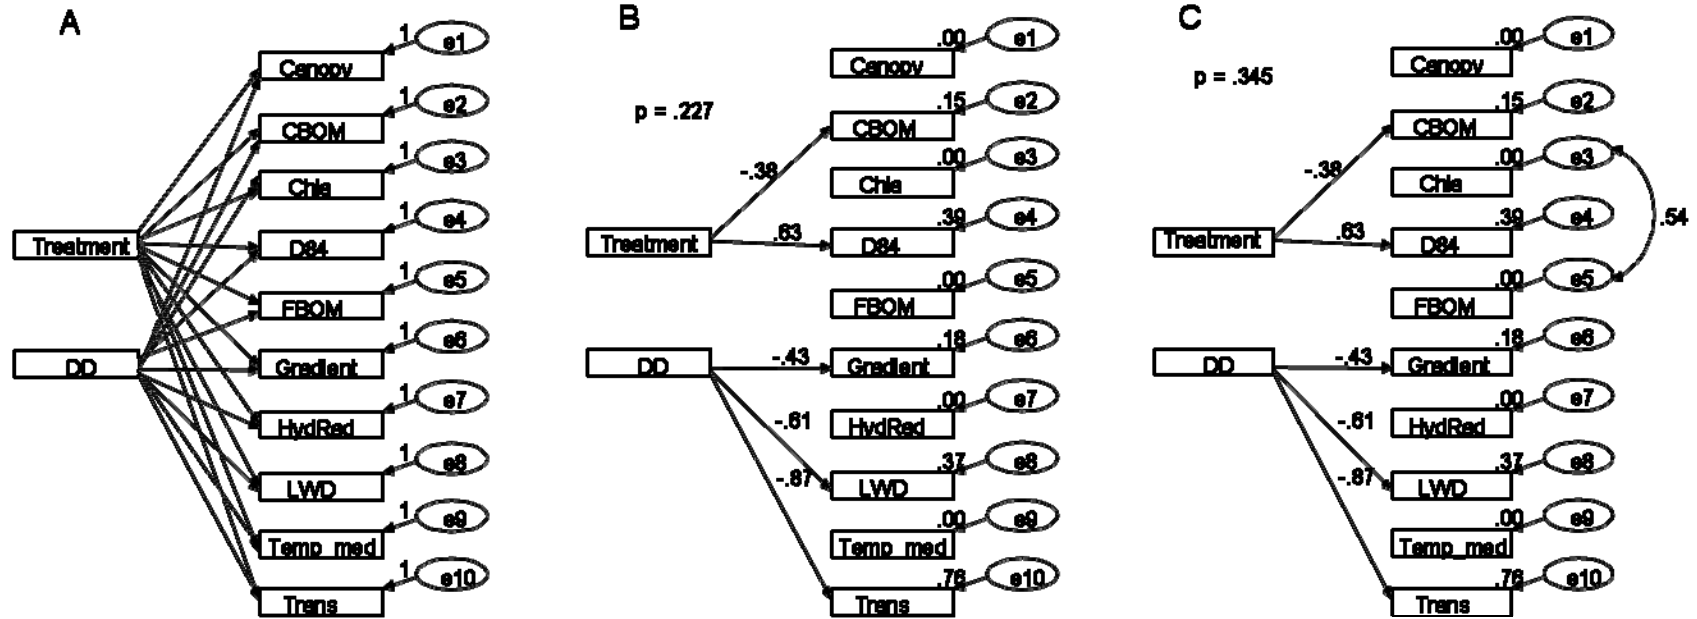 A
1
e1
Canopy
1
e2
CBOM
1
e3
Chla
1
e4
Treatment
D84
1
e5
FBOM
1
e6
DD
Gradient
1
e7
HydRad
1
e8
LWD
1
e9
Temp_med
1
e10
Trans
B
.00
e1
Canopy
p = .227
.15
e2
CBOM
-.38
.00
e3
Chla
.39
e4
Treatment
.63
D84
.00
e5
FBOM
.18
e6
DD
-.43
Gradient
.00
e7
-.61
HydRad
.37
e8
-.87
LWD
.00
e9
Temp_med
.76
e10
Trans
C
.00
e1
Canopy
p = .345
.15
e2
CBOM
-.38
.00
e3
Chla
.39
e4
.54
Treatment
.63
D84
.00
e5
FBOM
.18
e6
DD
-.43
Gradient
.00
e7
-.61
HydRad
.37
e8
-.87
LWD
.00
e9
Temp_med
.76
e10
Trans